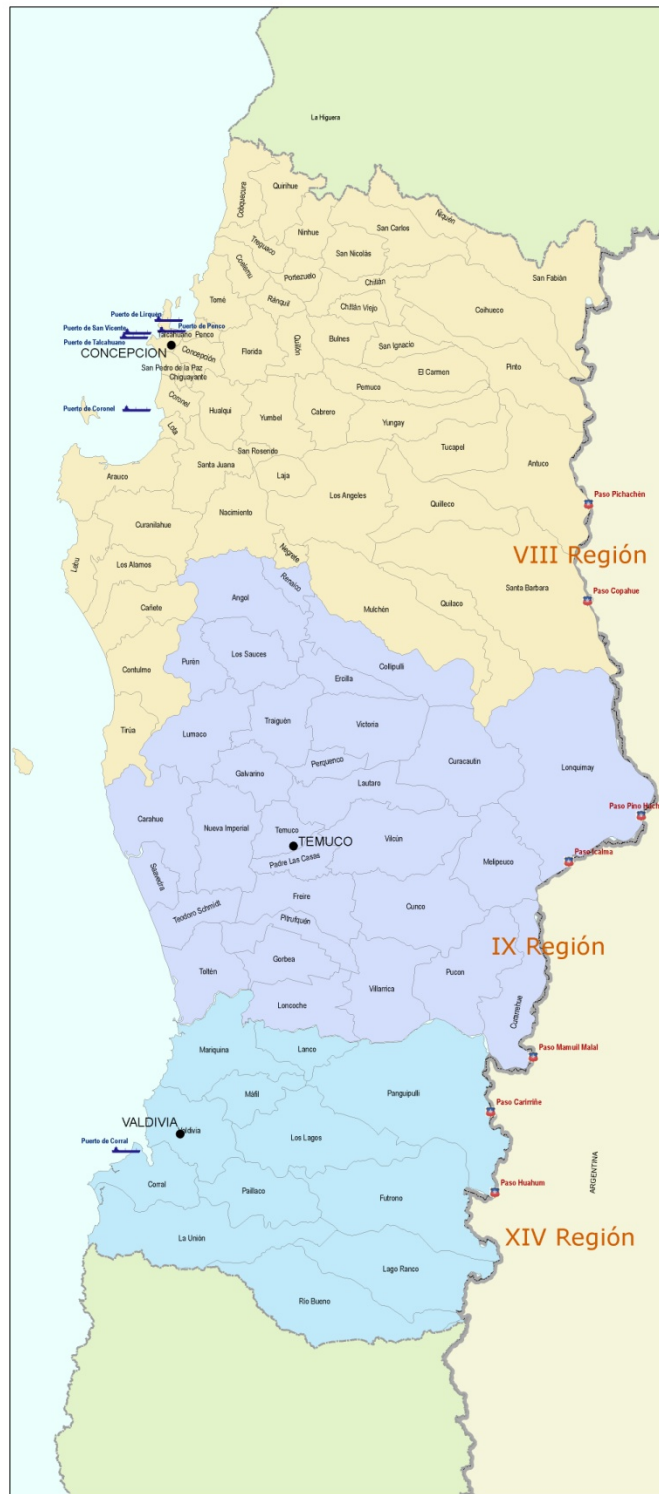 La Higuera
Cobquecura
Quirihue
Ninhue
San Carlos
Ñiquén
Treguaco
San Nicolás
San Fabián
Coelemu
Portezuelo
Chillán
Tomé
Ránquil
Chillán Viejo
Coihueco
Puerto de Lirquen
Puerto de San Vicente
Puerto de Penco
Puerto de Talcahuano
Talcahuano
Penco
CONCEPCION
Concepción
Florida
Quillón
Bulnes
San Ignacio
San Pedro de la Paz
Chiguayante
El Carmen
Pinto
Pemuco
Puerto de Coronel
Coronel
Hualqui
Yumbel
Cabrero
Yungay
Lota
Tucapel
San Rosendo
Antuco
Arauco
Santa Juana
Laja
Los Angeles
Quilleco
Paso Pichachén
Nacimiento
Curanilahue
VIII Región
Lebu
Los Alamos
Negrete
Renaico
Santa Barbara
Paso Copahue
Angol
Cañete
Mulchén
Quilaco
Contulmo
Purén
Los Sauces
Collipulli
Ercilla
Tirúa
Lumaco
Traiguén
Victoria
Curacautín
Lonquimay
Perquenco
Galvarino
Lautaro
Carahue
Nueva Imperial
Temuco
TEMUCO
Vilcún
Paso Pino Hach
Padre Las Casas
Melipeuco
Paso Icalma
Saavedra
Teodoro Schmidt
Freire
Cunco
Pitrufquén
IX Región
Toltén
Gorbea
Villarrica
Pucon
Loncoche
Curarrehue
Mariquina
Lanco
Paso Mamuil Malal
Máfil
Panguipulli
Paso Carirriñe
VALDIVIA
Valdivia
Los Lagos
Puerto de Corral
Corral
Paillaco
Futrono
Paso Huahum
ARGENTINA
La Unión
XIV Región
Lago Ranco
Río Bueno